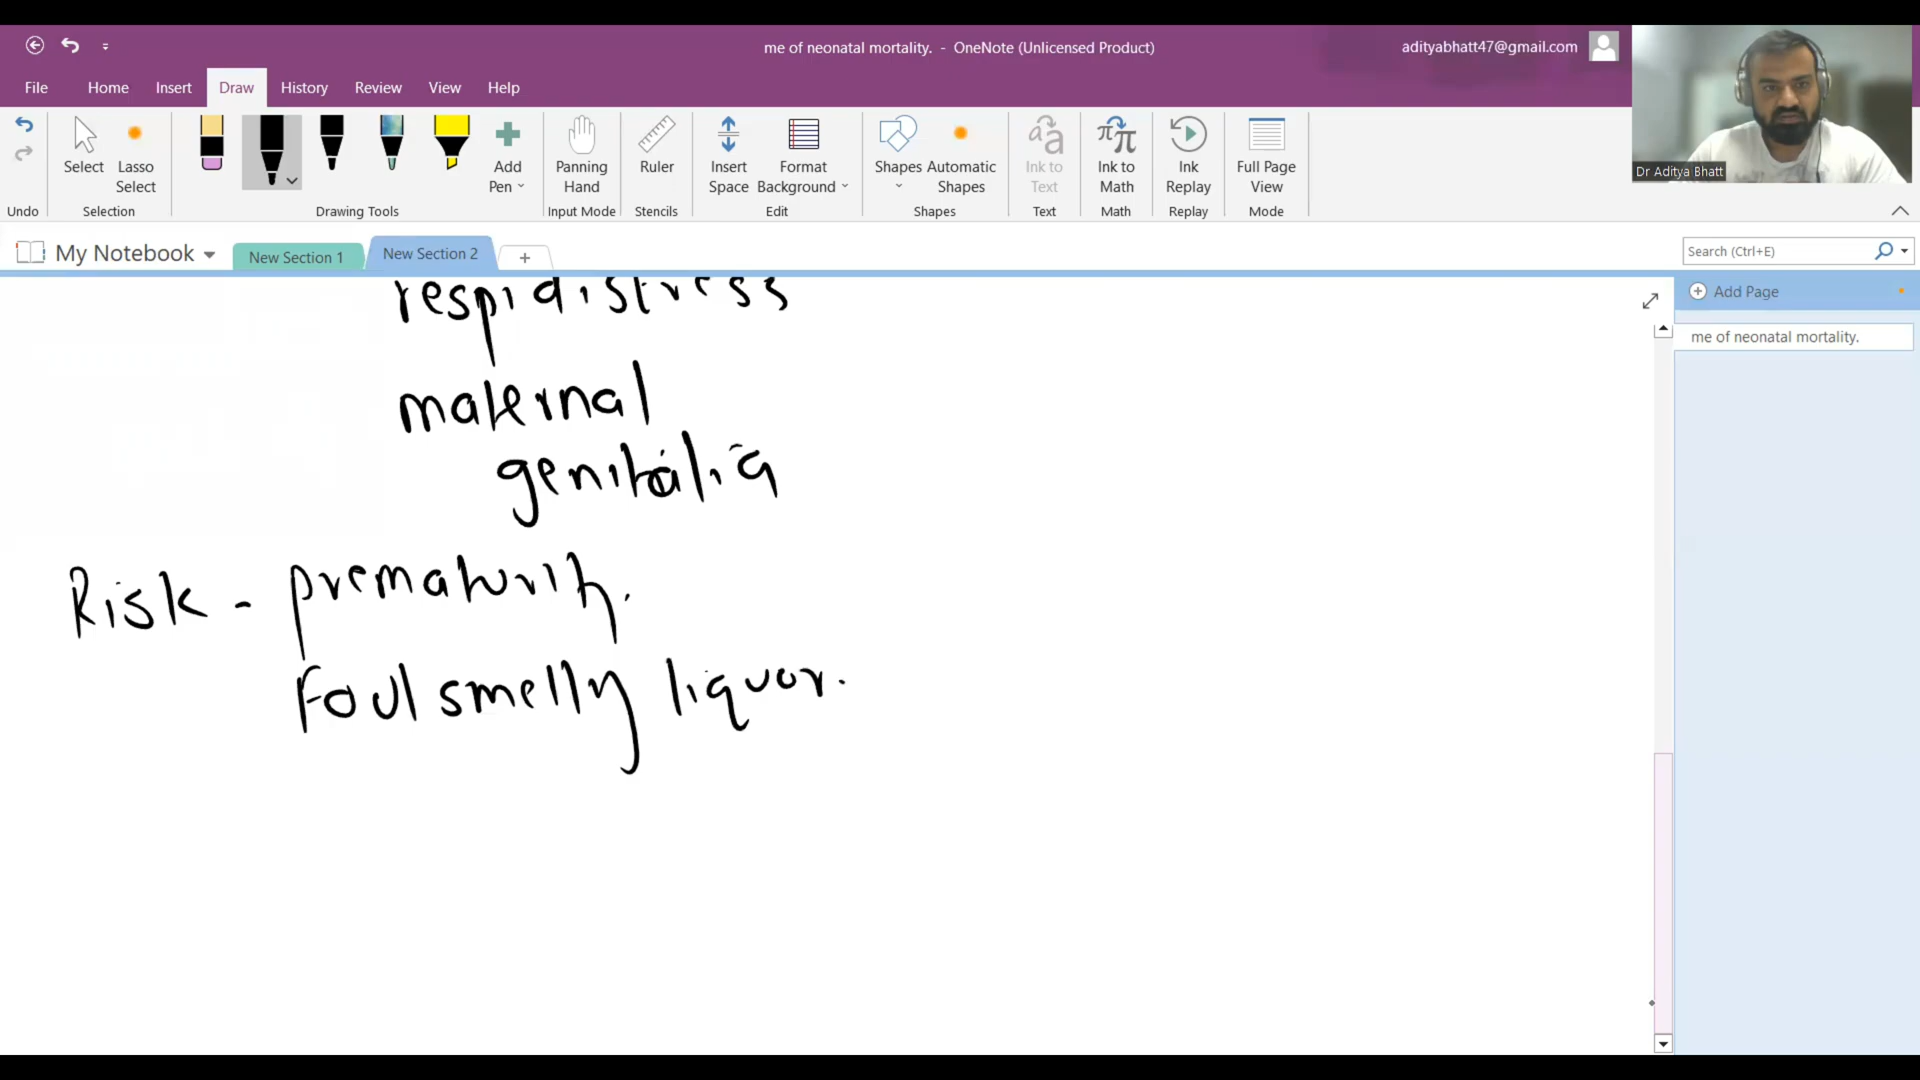 me of neonatal mortality. - OneNote (Unlicensed Product)
adityabhatt47@gmail.com
File Home Insert Draw History Review View Help
Select
Lasso Select
Add Pen
Panning Hand
Ruler
Insert Space
Format Background
Shapes
Automatic Shapes
Ink to Text
Ink to Math
Ink Replay
Full Page View
Dr Aditya Bhatt
Undo Selection Drawing Tools Input Mode Stencils Edit Shapes Text Math Replay Mode
My Notebook
New Section 1
New Section 2
Search (Ctrl+E)
Add Page
me of neonatal mortality.
respi distress
maternal
genitalia
Risk - prematurity.
Foul smelly liquor.